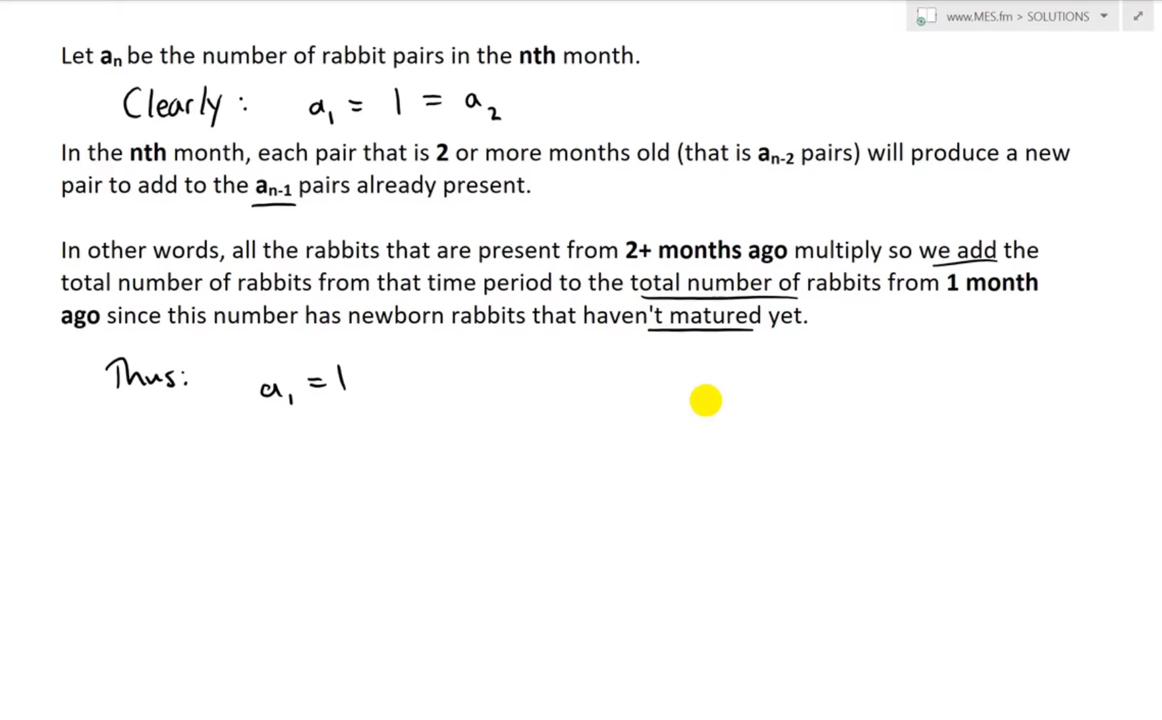 www.MES.fm > SOLUTIONS
Let aₙ be the number of rabbit pairs in the nth month.
Clearly: a₁ = 1 = a₂
In the nth month, each pair that is 2 or more months old (that is aₙ₋₂ pairs) will produce a new
pair to add to the aₙ₋₁ pairs already present.
In other words, all the rabbits that are present from 2+ months ago multiply so we add the
total number of rabbits from that time period to the total number of rabbits from 1 month
ago since this number has newborn rabbits that haven't matured yet.
Thus: a₁ = 1